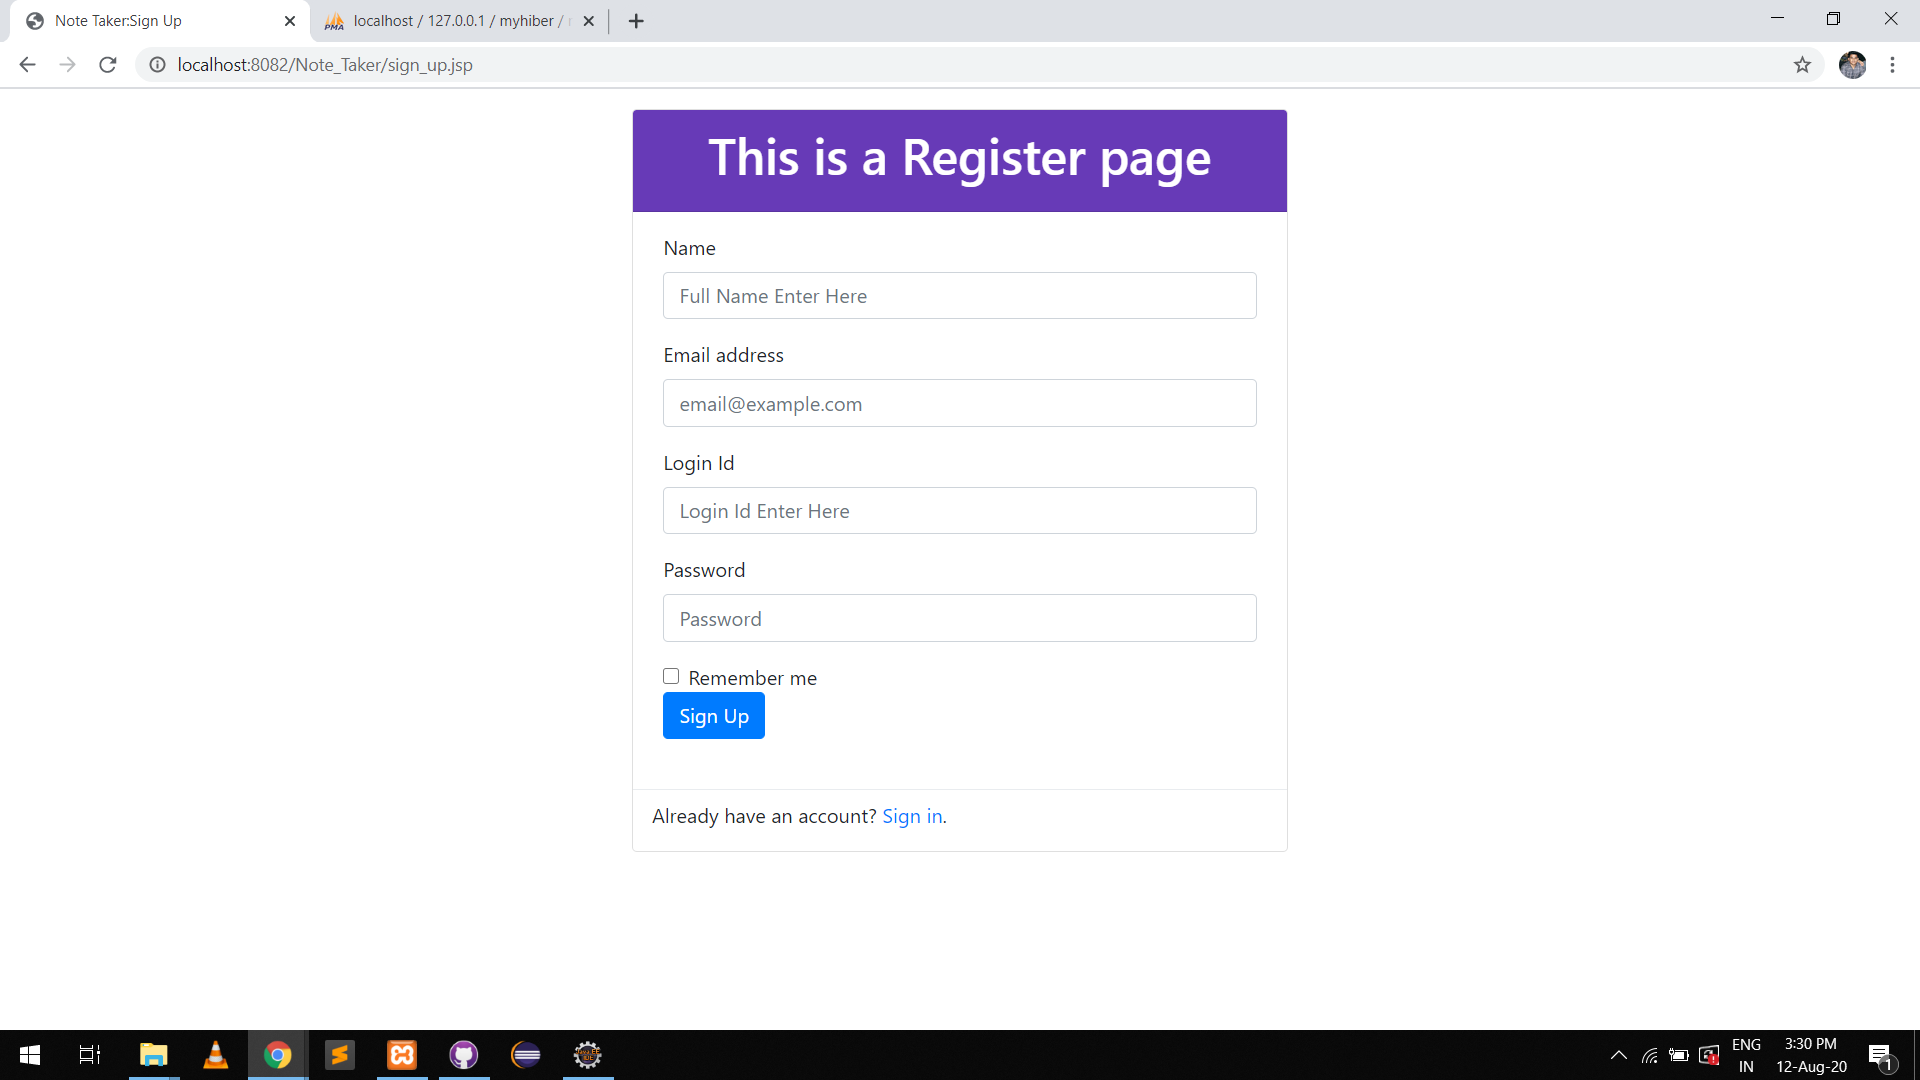 Note Taker:Sign Up
localhost / 127.0.0.1 / myhiber /
localhost:8082/Note_Taker/sign_up.jsp
This is a Register page
Name
Full Name Enter Here
Email address
email@example.com
Login Id
Login Id Enter Here
Password
Password
Remember me
Sign Up
Already have an account? Sign in.
PMA
ENG
IN
3:30 PM
12-Aug-20
1